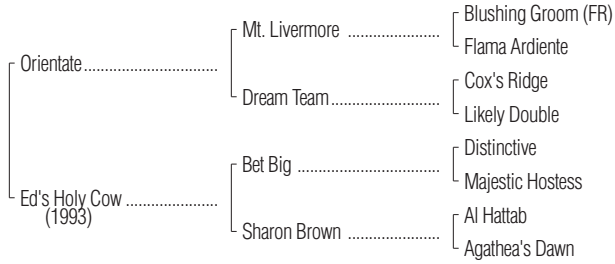 Blushing Groom (FR)
Mt. Livermore ......................
Flama Ardiente
Orientate................................
Cox's Ridge
Dream Team..........................
Likely Double
Distinctive
Bet Big ..................................
Majestic Hostess
Ed's Holy Cow ......................
(1993)
Al Hattab
Sharon Brown ......................
Agathea's Dawn